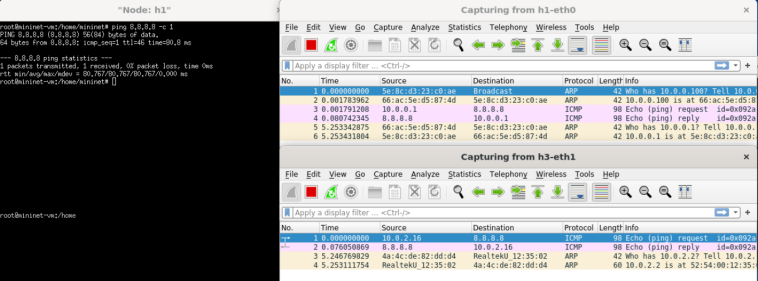 "Node: h1"
root@mininet-vm:/home/mininet# ping 8.8.8.8 -c 1
PING 8.8.8.8 (8.8.8.8) 56(84) bytes of data.
64 bytes from 8.8.8.8: icmp_seq=1 ttl=46 time=80.8 ms
--- 8.8.8.8 ping statistics ---
1 packets transmitted, 1 received, 0% packet loss, time 0ms
rtt min/avg/max/mdev = 80.767/80.767/80.767/0.000 ms
root@mininet-vm:/home/mininet#
root@mininet-vm:/home
Capturing from h1-eth0
File Edit View Go Capture Analyze Statistics Telephony Wireless Tools Help
Apply a display filter ... <Ctrl-/>
No. Time Source Destination Protocol Length Info
1 0.000000000 5e:8c:d3:23:c0:ae Broadcast ARP 42 Who has 10.0.0.100? Tell 10.0.
2 0.001783962 66:ac:5e:d5:87:4d 5e:8c:d3:23:c0:ae ARP 42 10.0.0.100 is at 66:ac:5e:d5:8
3 0.001791208 10.0.0.1 8.8.8.8 ICMP 98 Echo (ping) request id=0x092a
4 0.080742345 8.8.8.8 10.0.0.1 ICMP 98 Echo (ping) reply id=0x092a
5 5.253342875 66:ac:5e:d5:87:4d 5e:8c:d3:23:c0:ae ARP 42 Who has 10.0.0.1? Tell 10.0.0
6 5.253431804 5e:8c:d3:23:c0:ae 66:ac:5e:d5:87:4d ARP 42 10.0.0.1 is at 5e:8c:d3:23:c0:
Capturing from h3-eth1
File Edit View Go Capture Analyze Statistics Telephony Wireless Tools Help
Apply a display filter ... <Ctrl-/>
No. Time Source Destination Protocol Length Info
1 0.000000000 10.0.2.16 8.8.8.8 ICMP 98 Echo (ping) request id=0x092a
2 0.076050869 8.8.8.8 10.0.2.16 ICMP 98 Echo (ping) reply id=0x092a
3 5.246769829 4a:4c:de:82:dd:d4 RealtekU_12:35:02 ARP 42 Who has 10.0.2.2? Tell 10.0.2
4 5.253111754 RealtekU_12:35:02 4a:4c:de:82:dd:d4 ARP 60 10.0.2.2 is at 52:54:00:12:35: